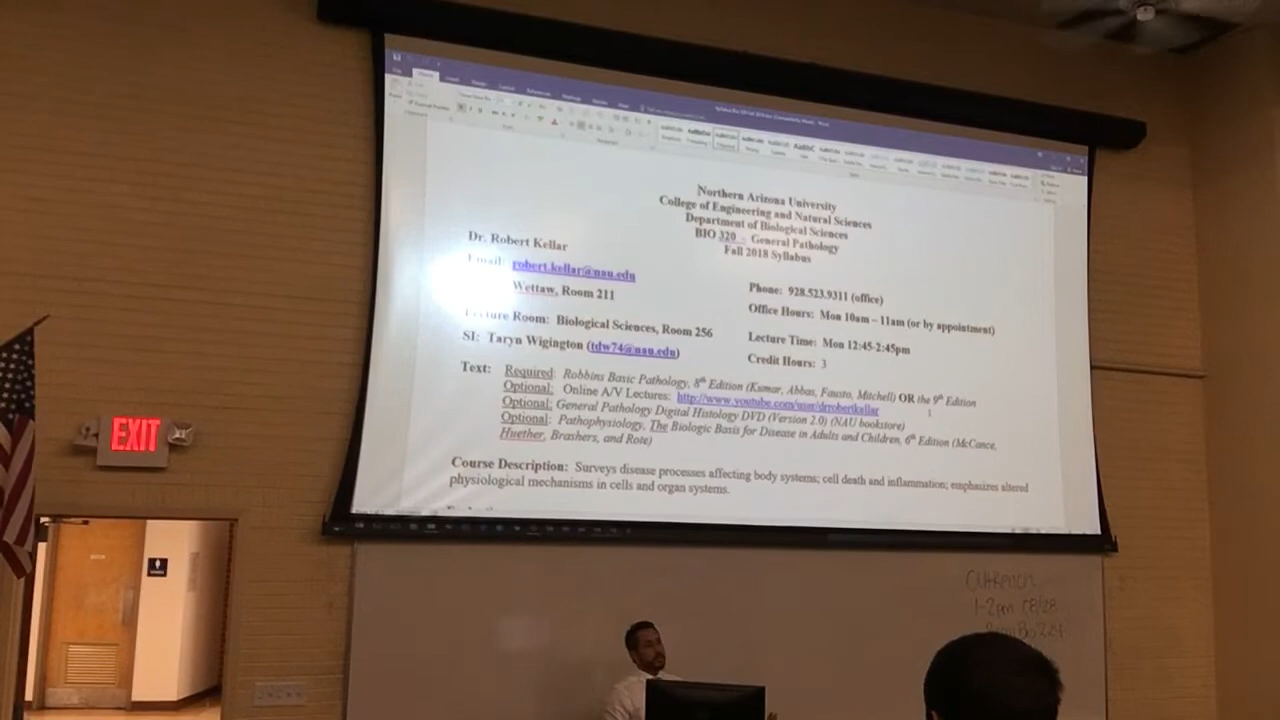 Northern Arizona University
College of Engineering and Natural Sciences
Department of Biological Sciences
BIO 320 - General Pathology
Fall 2018 Syllabus
Dr. Robert Kellar
Email: robert.kellar@nau.edu
Wettaw, Room 211
Phone: 928.523.9311 (office)
Office Hours: Mon 10am – 11am (or by appointment)
Lecture Room: Biological Sciences, Room 256
Lecture Time: Mon 12:45-2:45pm
SI: Taryn Wigington (tdw74@nau.edu)
Credit Hours: 3
Text: Required: Robbins Basic Pathology, 8th Edition (Kumar, Abbas, Fausto, Mitchell) OR the 9th Edition
Optional: Online A/V Lectures: http://www.youtube.com/user/drrobertkellar
Optional: General Pathology Digital Histology DVD (Version 2.0) (NAU bookstore)
Optional: Pathophysiology, The Biologic Basis for Disease in Adults and Children, 6th Edition (McCance,
Huether, Brashers, and Rote)
Course Description: Surveys disease processes affecting body systems; cell death and inflammation; emphasizes altered
physiological mechanisms in cells and organ systems.
EXIT
1-2pm 08/28